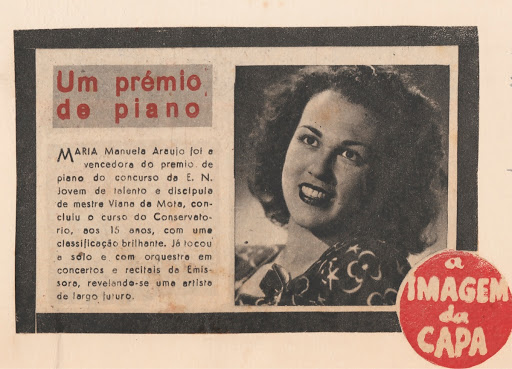 Um prémio
de piano
MARIA Manuela Araujo foi a
vencedora do premio de
piano do concurso da E. N.
Jovem de talento e discipula
de mestre Viana da Mota, con-
cluiu o curso do Conservato-
rio, aos 15 anos, com uma
classificação brilhante. Já tocou
a sólo e com orquestra em
concertos e recitais da Emis-
sora, revelando-se uma artista
de largo futuro.
a
IMAGEM
da
CAPA